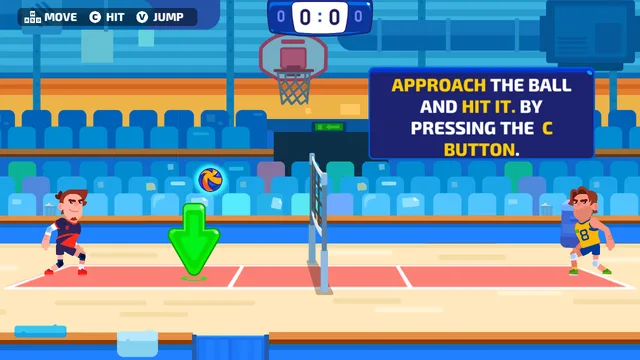 MOVE C HIT V JUMP
0 0:0 0
APPROACH THE BALL
AND HIT IT. BY
PRESSING THE C
BUTTON.
8